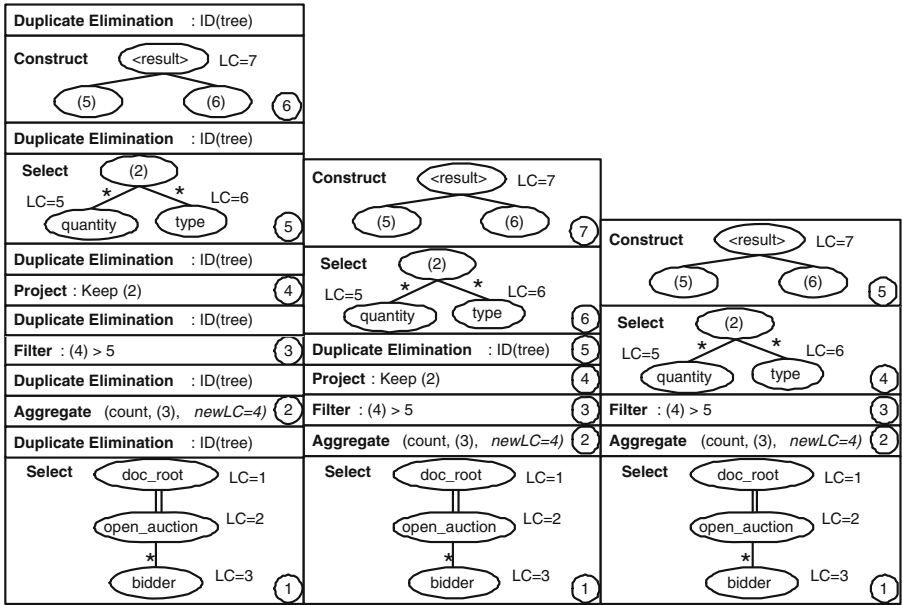 Duplicate Elimination : ID(tree)
Construct <result> LC=7
(5) (6) 6
Duplicate Elimination : ID(tree)
Select (2)
LC=5 * * LC=6
quantity type 5
Duplicate Elimination : ID(tree)
Project : Keep (2) 4
Duplicate Elimination : ID(tree)
Filter : (4) > 5 3
Duplicate Elimination : ID(tree)
Aggregate (count, (3), newLC=4) 2
Duplicate Elimination : ID(tree)
Select doc_root LC=1
open_auction LC=2
*
bidder LC=3 1
Construct <result> LC=7
(5) (6) 7
Select (2)
LC=5 * * LC=6
quantity type 6
Duplicate Elimination : ID(tree) 5
Project : Keep (2) 4
Filter : (4) > 5 3
Aggregate (count, (3), newLC=4) 2
Select doc_root LC=1
open_auction LC=2
*
bidder LC=3 1
Construct <result> LC=7
(5) (6) 5
Select (2)
LC=5 * * LC=6
quantity type 4
Filter : (4) > 5 3
Aggregate (count, (3), newLC=4) 2
Select doc_root LC=1
open_auction LC=2
*
bidder LC=3 1